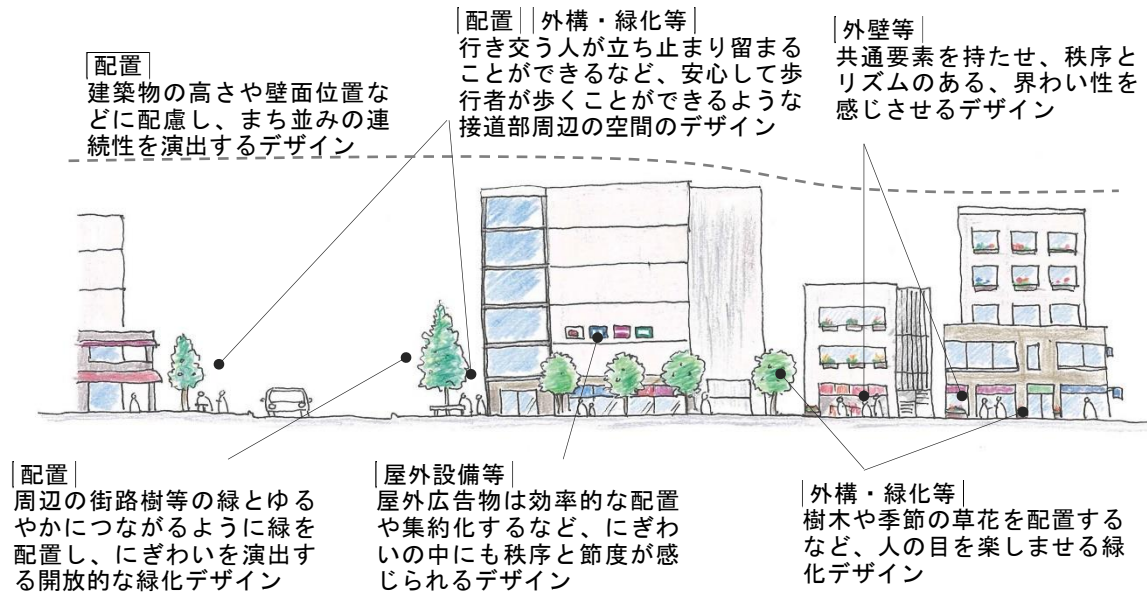 配置
建築物の高さや壁面位置な
どに配慮し、まち並みの連
続性を演出するデザイン
配置 外構・緑化等
行き交う人が立ち止まり留まる
ことができるなど、安心して歩
行者が歩くことができるような
接道部周辺の空間のデザイン
外壁等
共通要素を持たせ、秩序と
リズムのある、界わい性を
感じさせるデザイン
配置
周辺の街路樹等の緑とゆる
やかにつながるように緑を
配置し、にぎわいを演出す
る開放的な緑化デザイン
屋外設備等
屋外広告物は効率的な配置
や集約化するなど、にぎわ
いの中にも秩序と節度が感
じられるデザイン
外構・緑化等
樹木や季節の草花を配置する
など、人の目を楽しませる緑
化デザイン